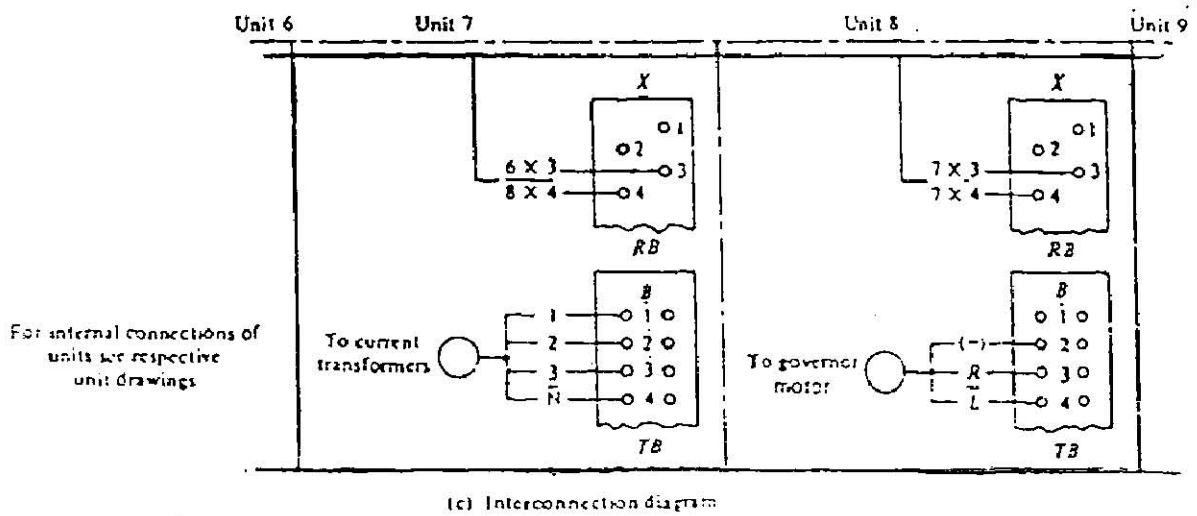 Unit 6
Unit 7
Unit 8
Unit 9
X
1
2
6 X 3
3
8 X 4
4
RB
X
1
2
7 X 3
3
7 X 4
4
RB
For internal connections of
units see respective
unit drawings
To current
transformers
B
1
1
2
2
3
3
N
4
TB
To governor
motor
B
1
(-)
2
R
3
L
4
TB
(c) Interconnection diagram